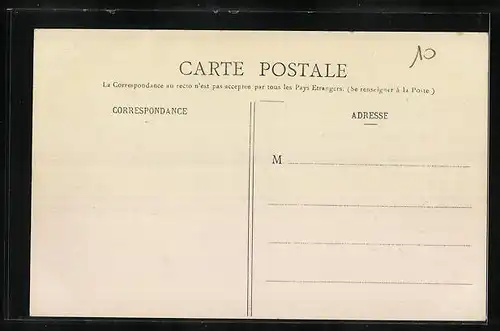 10
CARTE POSTALE
La Correspondance au recto n'est pas acceptée par tous les Pays Etrangers. (Se renseigner à la Poste)
CORRESPONDANCE
ADRESSE
M